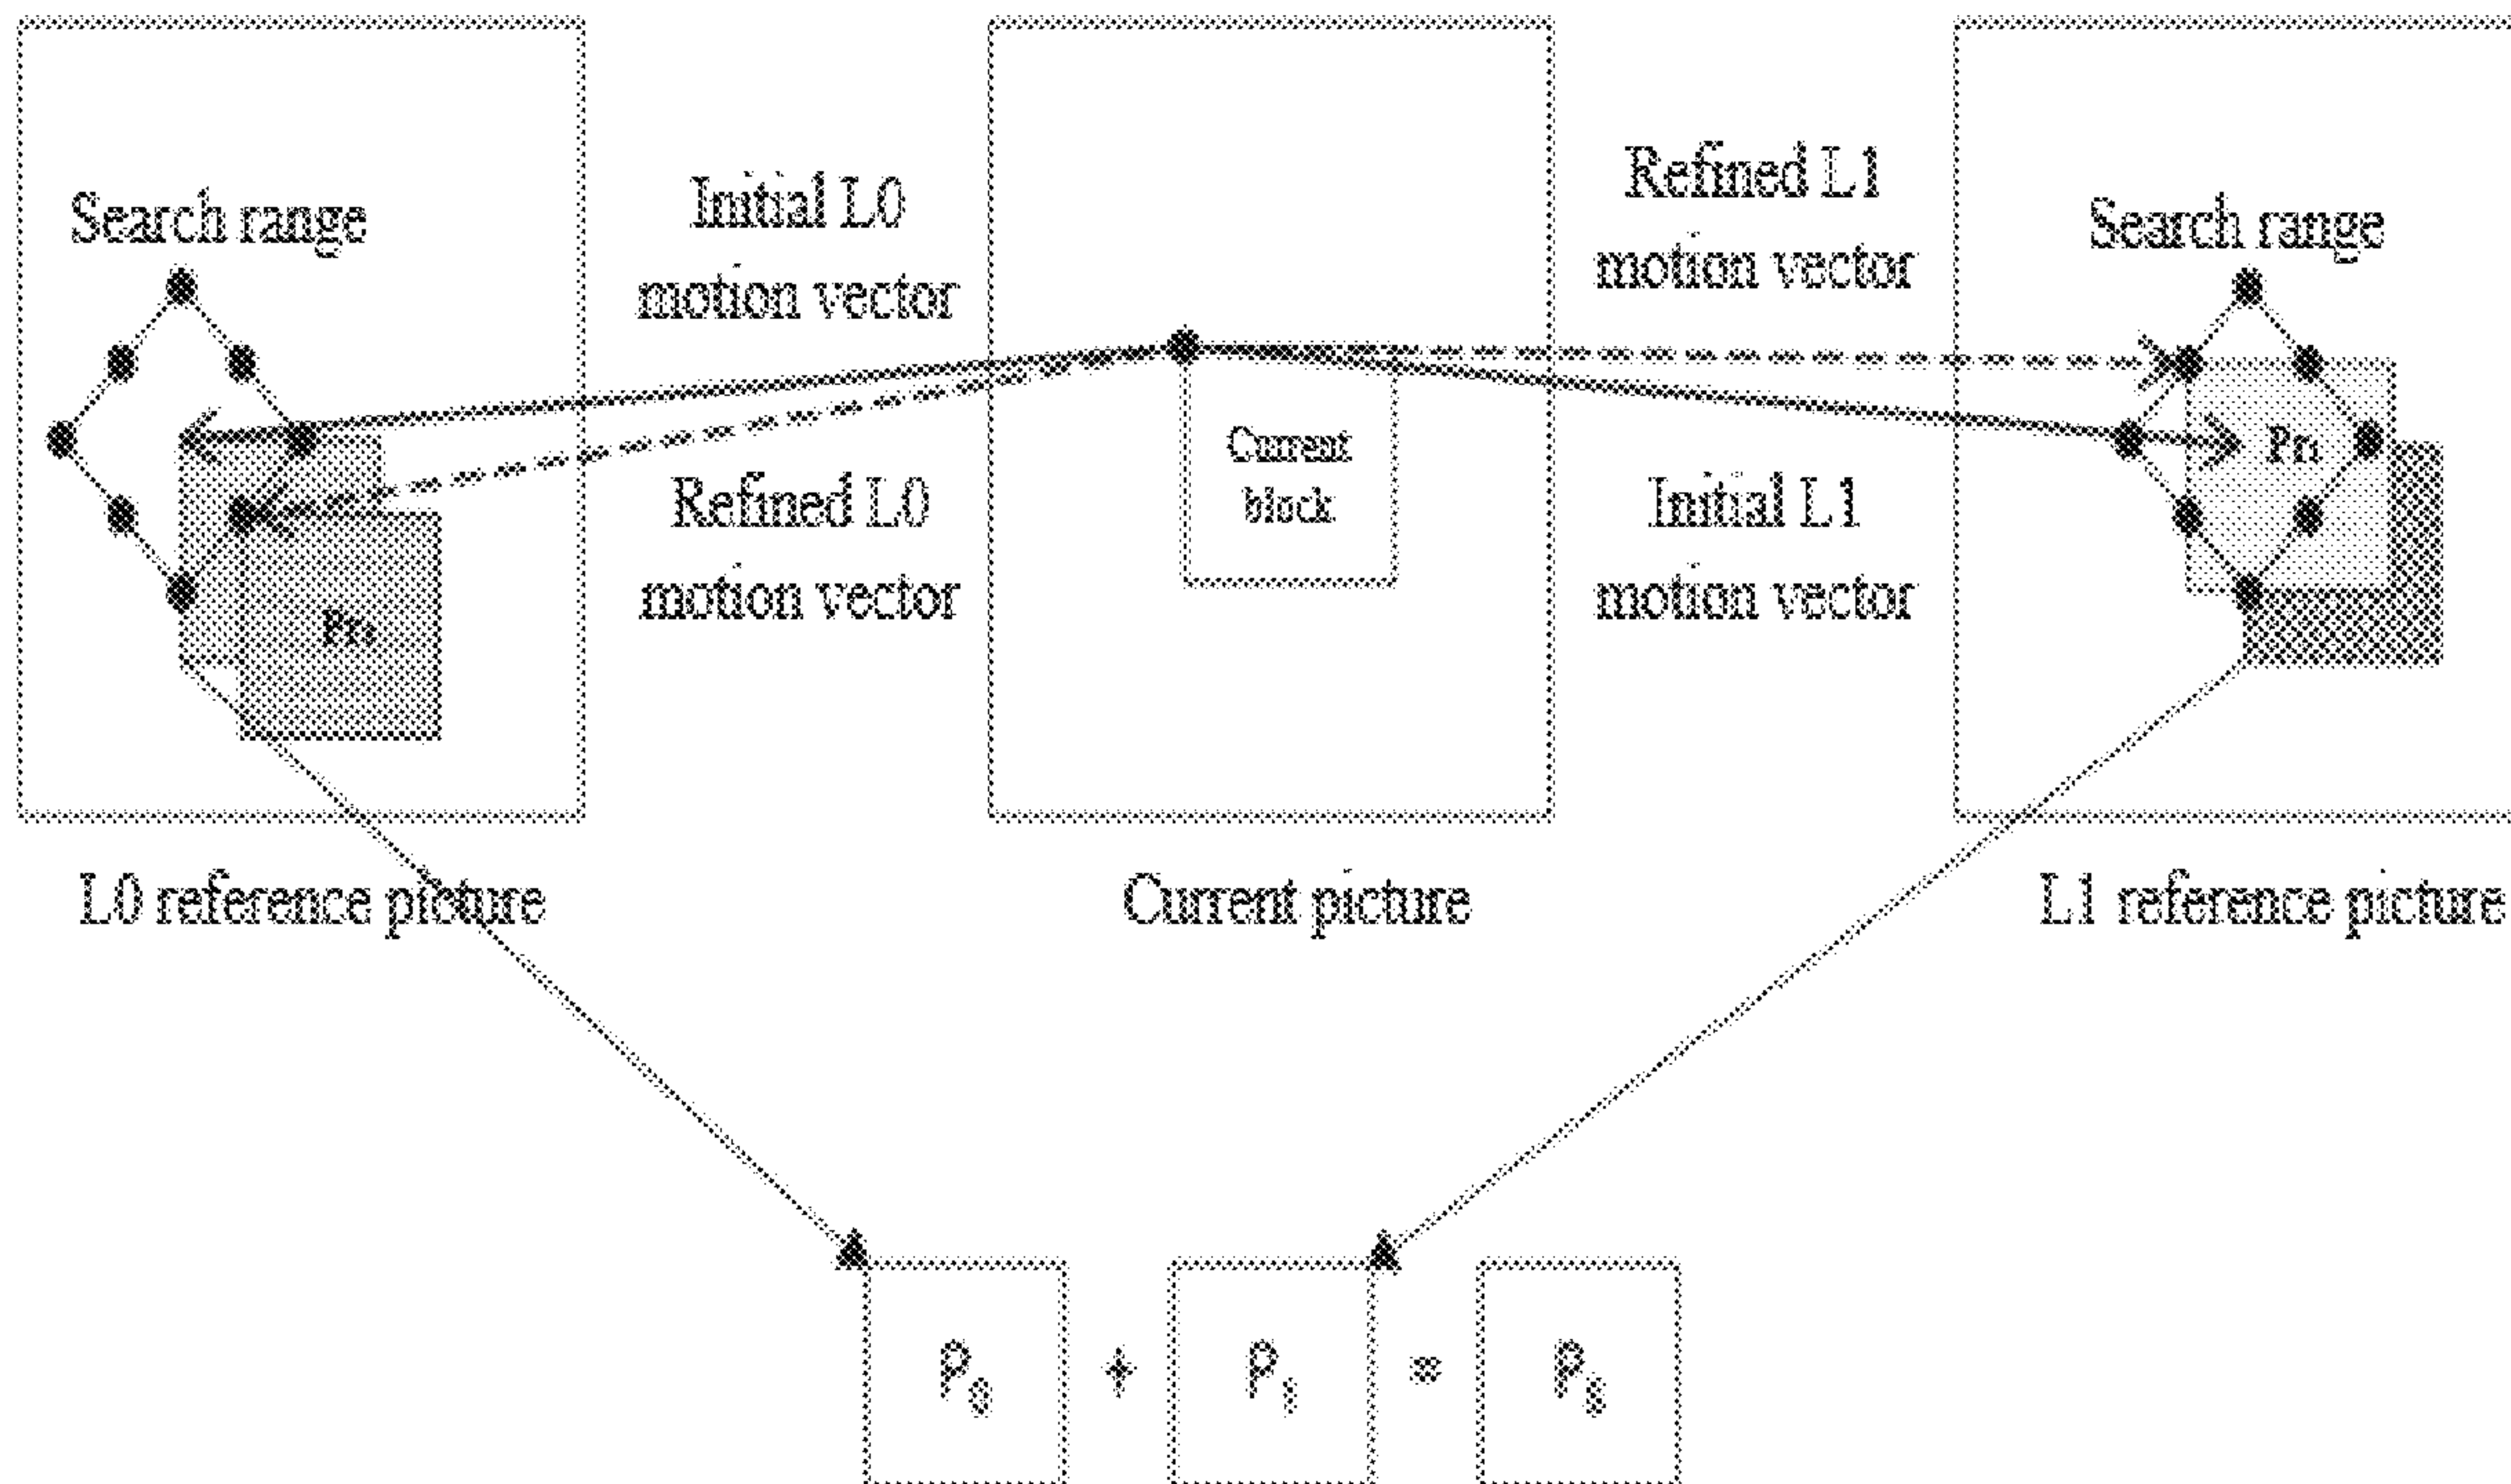 Search range
Initial L0
motion vector
Refined L1
motion vector
Search range
Current
block
Refined L0
motion vector
Initial L1
motion vector
L0 reference picture
Current picture
L1 reference picture
P0 + P1 =